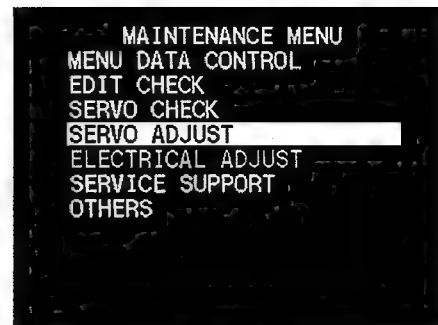 MAINTENANCE MENU
MENU DATA CONTROL
EDIT CHECK
SERVO CHECK
SERVO ADJUST
ELECTRICAL ADJUST
SERVICE SUPPORT
OTHERS